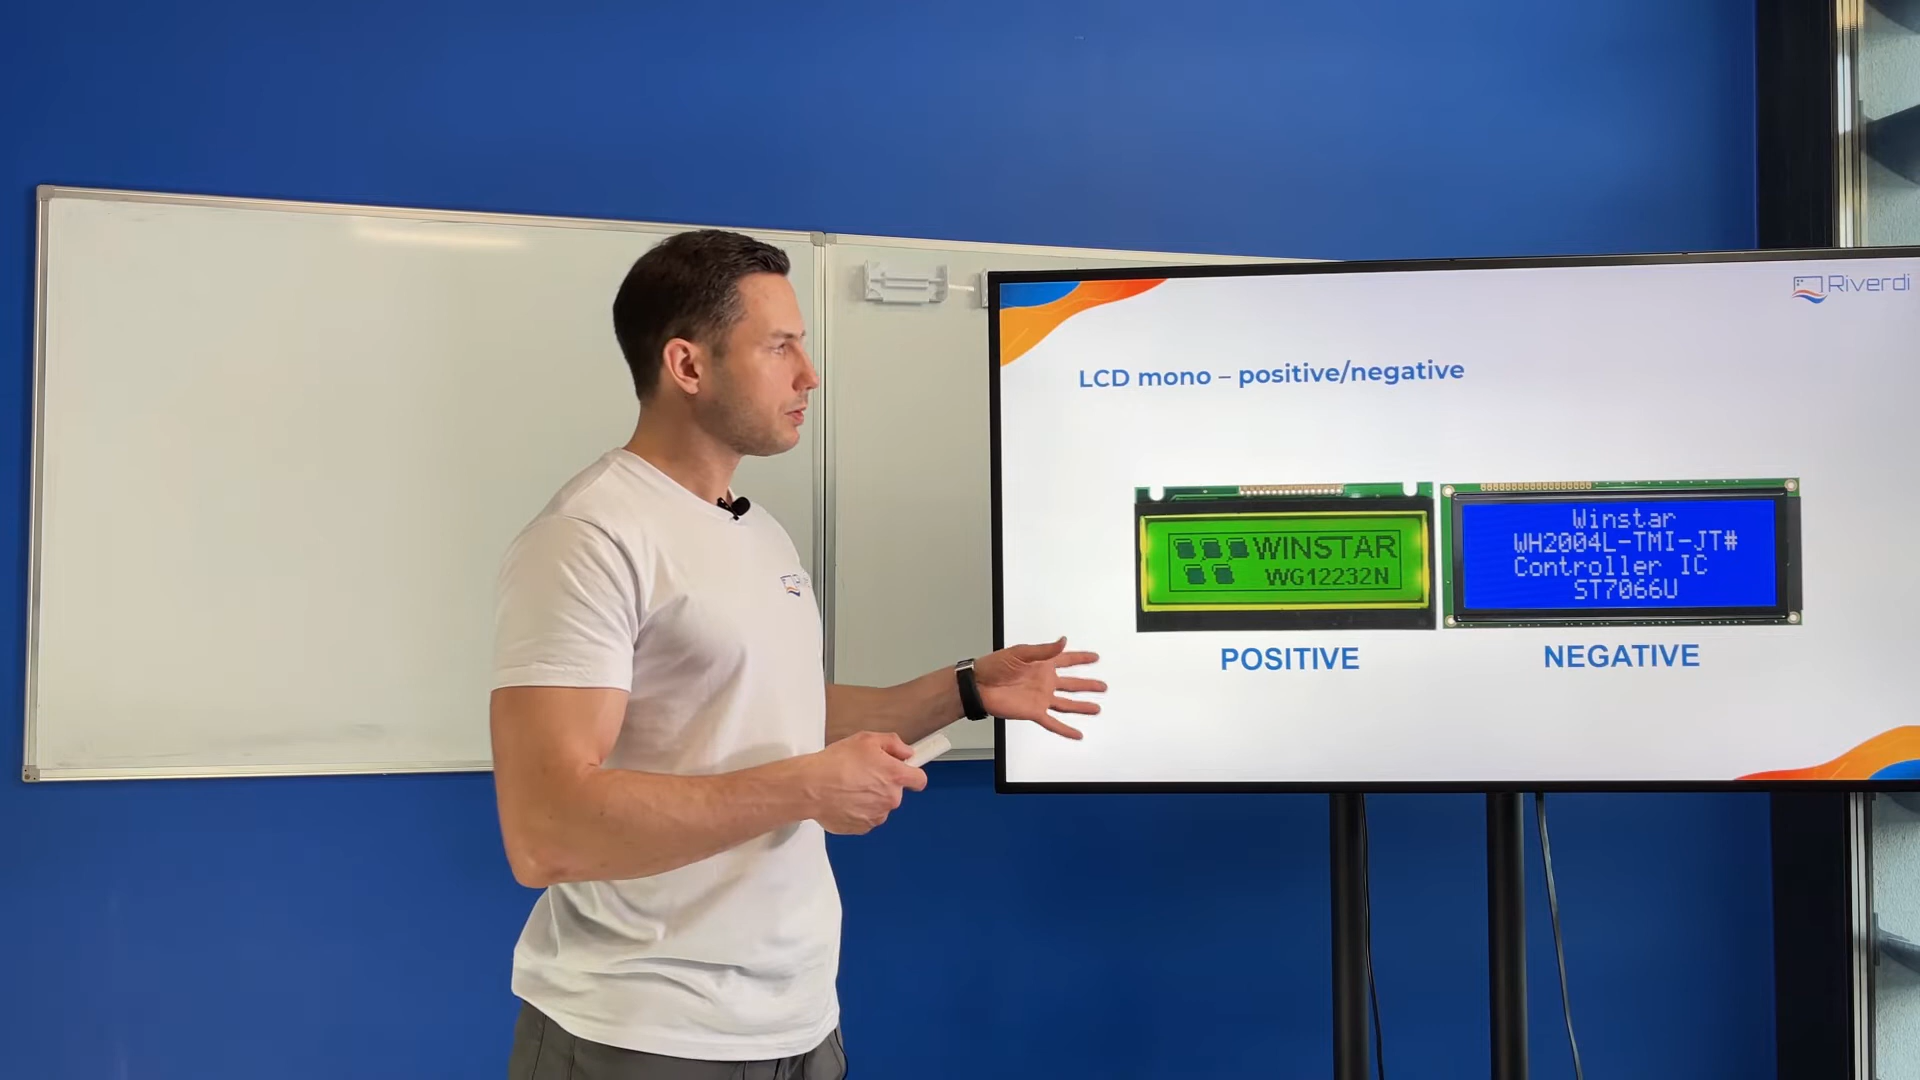 Riverdi
LCD mono – positive/negative
WINSTAR
WG12232N
Winstar
WH2004L-TMI-JT#
Controller IC
ST7066U
POSITIVE
NEGATIVE